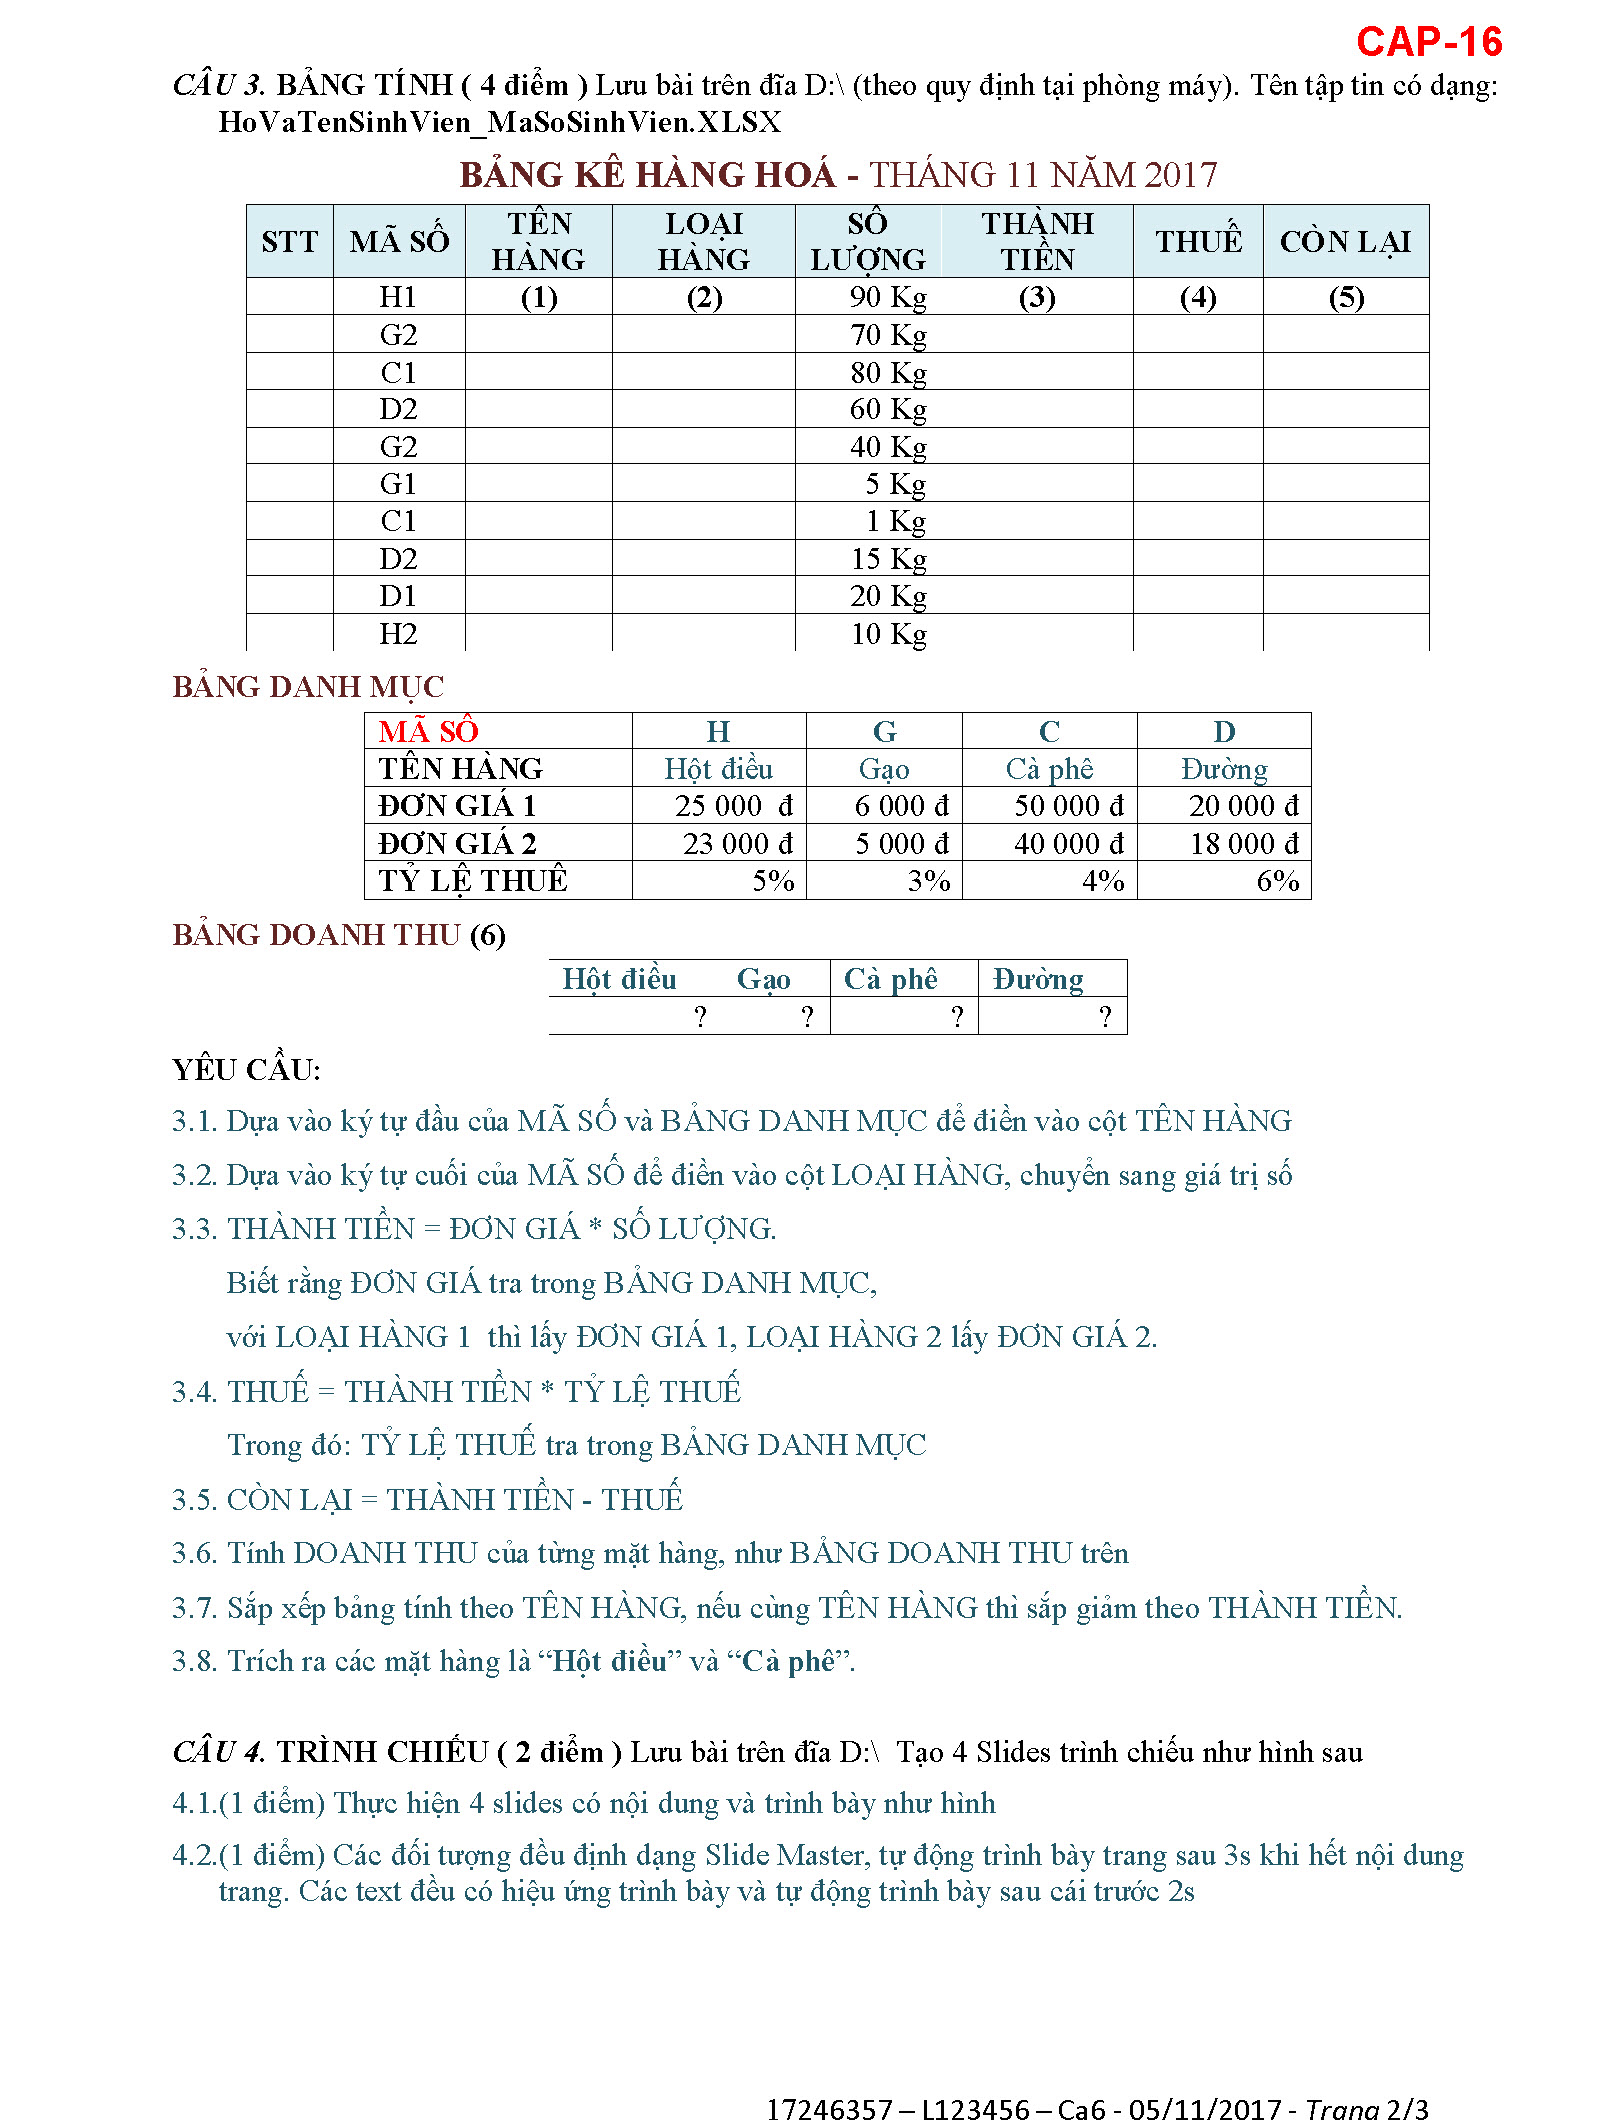 CAP-16
CÂU 3. BẢNG TÍNH ( 4 điểm ) Lưu bài trên đĩa D:\ (theo quy định tại phòng máy). Tên tập tin có dạng:
HoVaTenSinhVien_MaSoSinhVien.XLSX
BẢNG KÊ HÀNG HOÁ - THÁNG 11 NĂM 2017
STT MÃ SỐ TÊN HÀNG LOẠI HÀNG SỐ LƯỢNG THÀNH TIỀN THUẾ CÒN LẠI
H1 (1) (2) 90 Kg (3) (4) (5)
G2 70 Kg
C1 80 Kg
D2 60 Kg
G2 40 Kg
G1 5 Kg
C1 1 Kg
D2 15 Kg
D1 20 Kg
H2 10 Kg
BẢNG DANH MỤC
MÃ SỐ H G C D
TÊN HÀNG Hột điều Gạo Cà phê Đường
ĐƠN GIÁ 1 25 000 đ 6 000 đ 50 000 đ 20 000 đ
ĐƠN GIÁ 2 23 000 đ 5 000 đ 40 000 đ 18 000 đ
TỶ LỆ THUẾ 5% 3% 4% 6%
BẢNG DOANH THU (6)
Hột điều Gạo Cà phê Đường
? ? ? ?
YÊU CẦU:
3.1. Dựa vào ký tự đầu của MÃ SỐ và BẢNG DANH MỤC để điền vào cột TÊN HÀNG
3.2. Dựa vào ký tự cuối của MÃ SỐ để điền vào cột LOẠI HÀNG, chuyển sang giá trị số
3.3. THÀNH TIỀN = ĐƠN GIÁ * SỐ LƯỢNG.
Biết rằng ĐƠN GIÁ tra trong BẢNG DANH MỤC,
với LOẠI HÀNG 1 thì lấy ĐƠN GIÁ 1, LOẠI HÀNG 2 lấy ĐƠN GIÁ 2.
3.4. THUẾ = THÀNH TIỀN * TỶ LỆ THUẾ
Trong đó: TỶ LỆ THUẾ tra trong BẢNG DANH MỤC
3.5. CÒN LẠI = THÀNH TIỀN - THUẾ
3.6. Tính DOANH THU của từng mặt hàng, như BẢNG DOANH THU trên
3.7. Sắp xếp bảng tính theo TÊN HÀNG, nếu cùng TÊN HÀNG thì sắp giảm theo THÀNH TIỀN.
3.8. Trích ra các mặt hàng là “Hột điều” và “Cà phê”.
CÂU 4. TRÌNH CHIẾU ( 2 điểm ) Lưu bài trên đĩa D:\ Tạo 4 Slides trình chiếu như hình sau
4.1.(1 điểm) Thực hiện 4 slides có nội dung và trình bày như hình
4.2.(1 điểm) Các đối tượng đều định dạng Slide Master, tự động trình bày trang sau 3s khi hết nội dung
trang. Các text đều có hiệu ứng trình bày và tự động trình bày sau cái trước 2s
17246357 – L123456 – Ca6 - 05/11/2017 - Trang 2/3